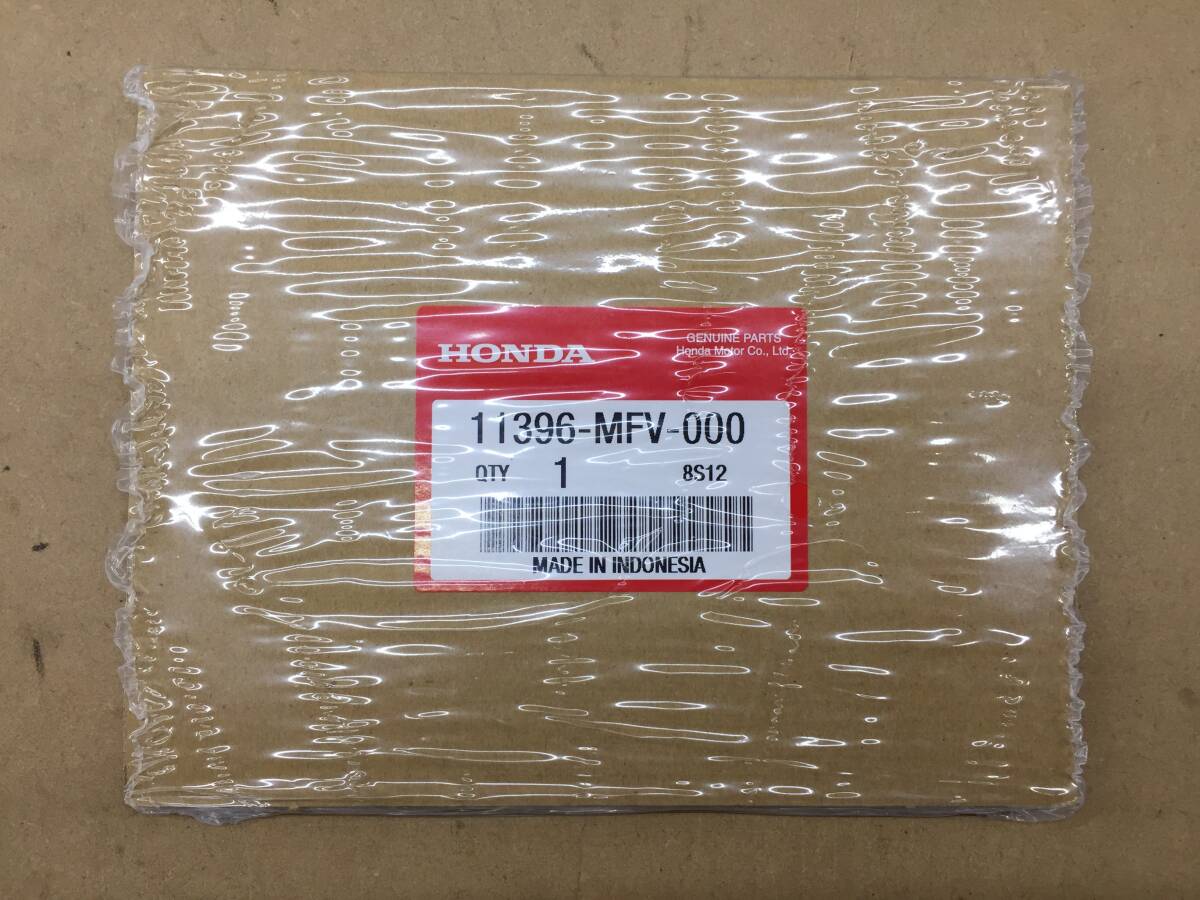 HONDA
GENUINE PARTS
Honda Motor Co., Ltd.
11396-MFV-000
QTY 1 8S12
MADE IN INDONESIA